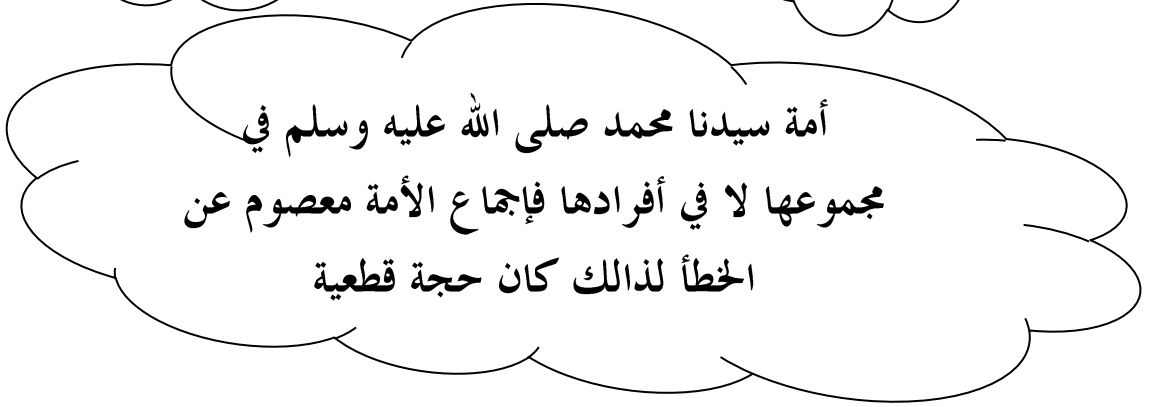 أمة سيدنا محمد صلى الله عليه وسلم في
مجموعها لا في أفرادها فإجماع الأمة معصوم عن
الخطأ لذالك كان حجة قطعية